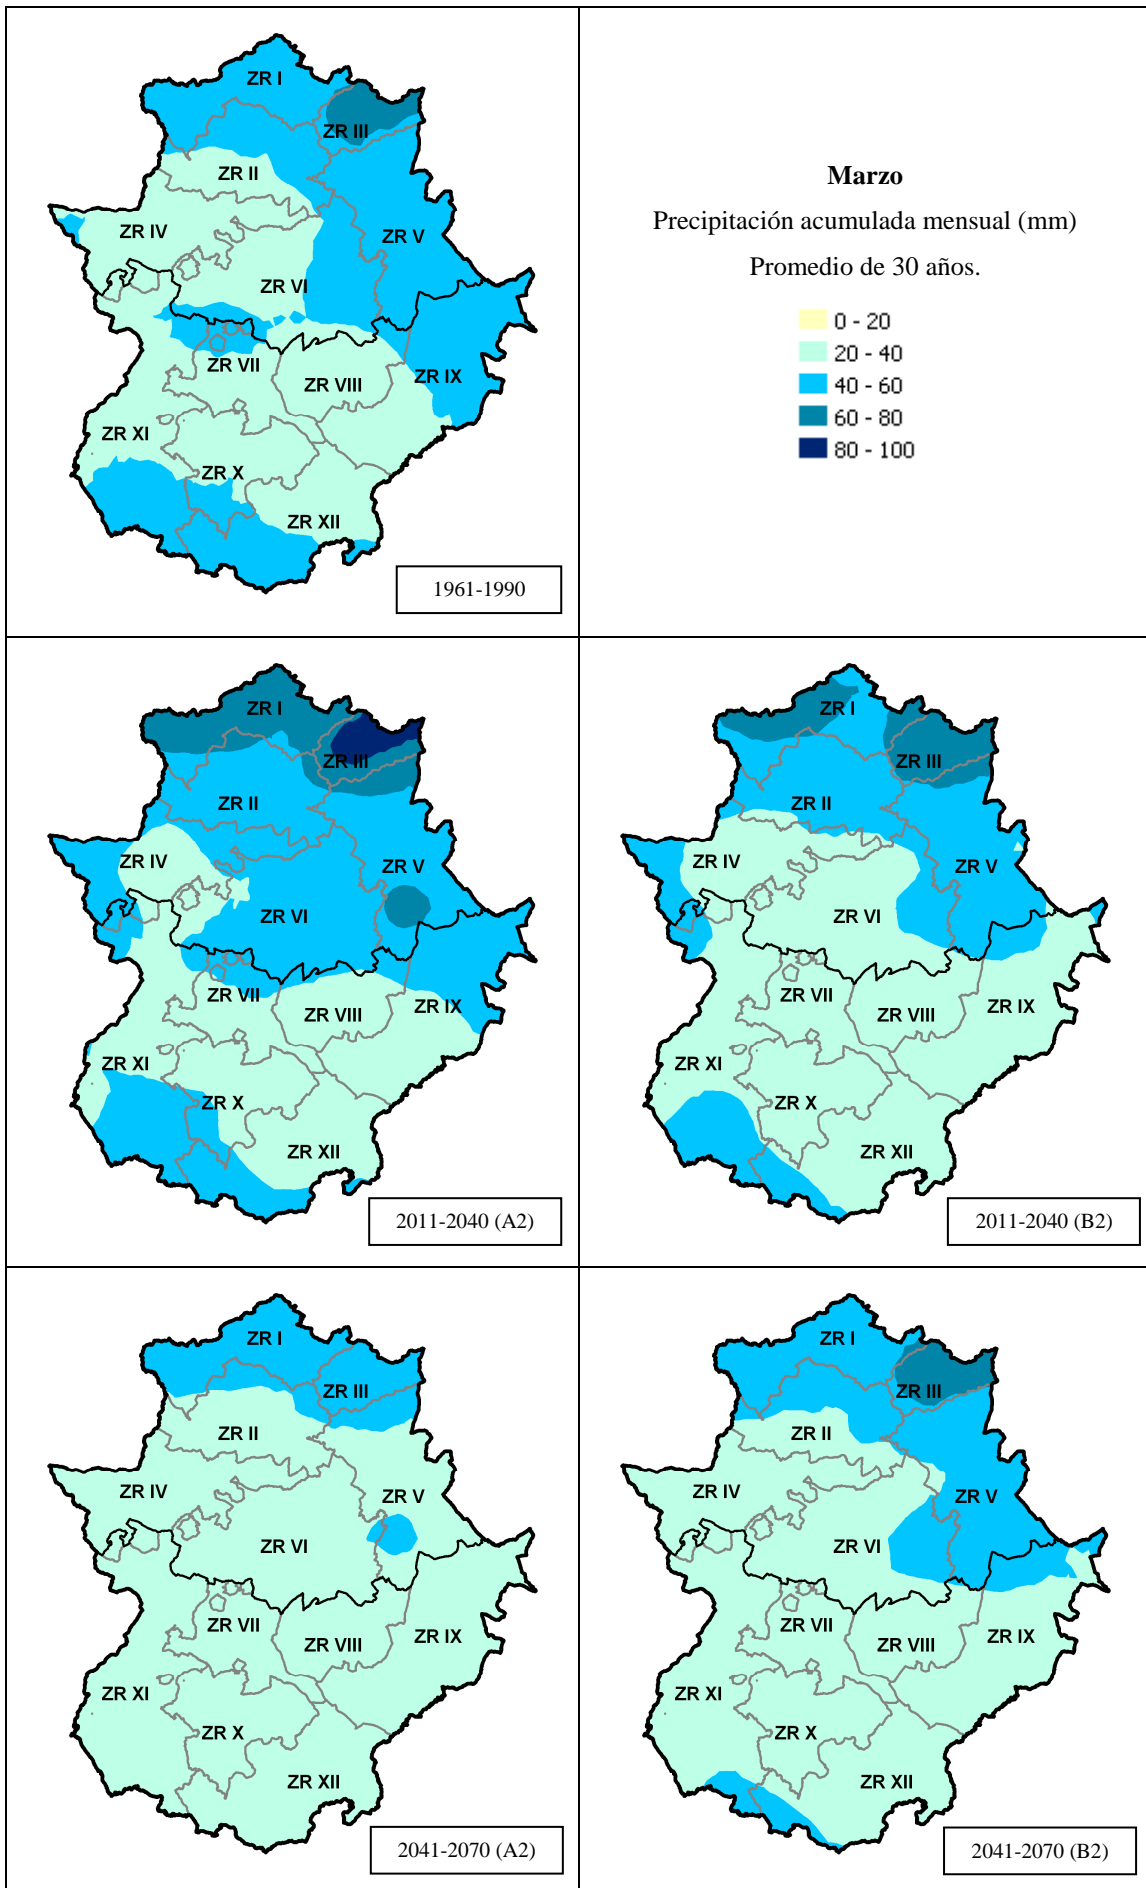 ZR I
ZR III
ZR II
ZR IV
ZR V
ZR VI
ZR VII
ZR VIII
ZR IX
ZR XI
ZR X
ZR XII
1961-1990
Marzo
Precipitación acumulada mensual (mm)
Promedio de 30 años.
0 - 20
20 - 40
40 - 60
60 - 80
80 - 100
ZR I
ZR III
ZR II
ZR IV
ZR V
ZR VI
ZR VII
ZR VIII
ZR IX
ZR XI
ZR X
ZR XII
2011-2040 (A2)
ZR I
ZR III
ZR II
ZR IV
ZR V
ZR VI
ZR VII
ZR VIII
ZR IX
ZR XI
ZR X
ZR XII
2011-2040 (B2)
ZR I
ZR III
ZR II
ZR IV
ZR V
ZR VI
ZR VII
ZR VIII
ZR IX
ZR XI
ZR X
ZR XII
2041-2070 (A2)
ZR I
ZR III
ZR II
ZR IV
ZR V
ZR VI
ZR VII
ZR VIII
ZR IX
ZR XI
ZR X
ZR XII
2041-2070 (B2)